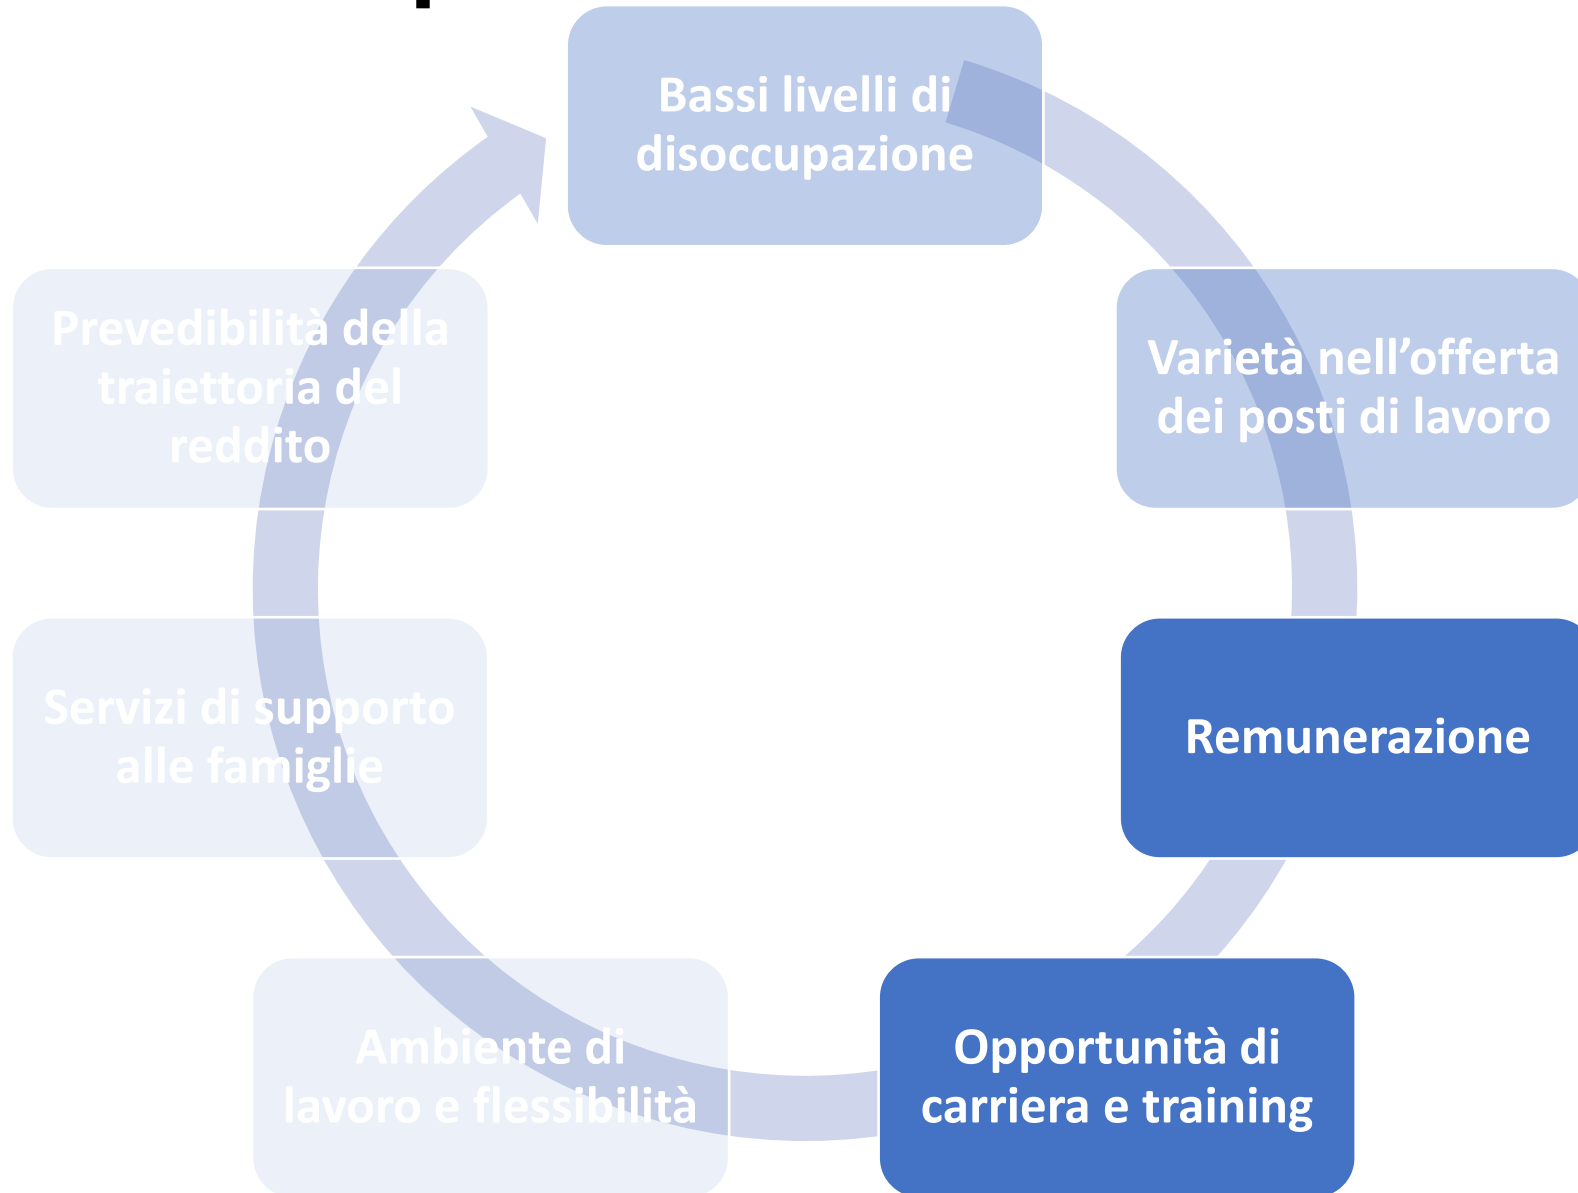 Bassi livelli di
disoccupazione
Varietà nell’offerta
dei posti di lavoro
Remunerazione
Opportunità di
carriera e training
Ambiente di
lavoro e flessibilità
Servizi di supporto
alle famiglie
Prevedibilità della
traiettoria del
reddito